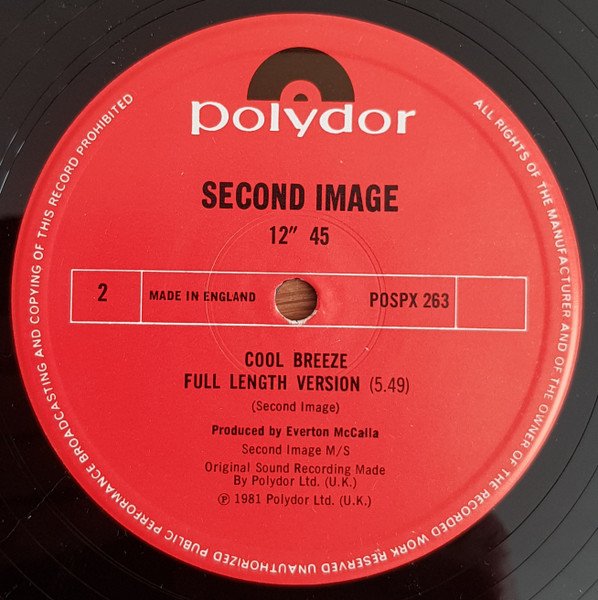 polydor
SECOND IMAGE
12" 45
2
MADE IN ENGLAND
POSPX 263
COOL BREEZE
FULL LENGTH VERSION (5.49)
(Second Image)
Produced by Everton McCalla
Second Image M/S
Original Sound Recording Made
By Polydor Ltd. (U.K.)
℗ 1981 Polydor Ltd. (U.K.)
ALL RIGHTS OF THE MANUFACTURER AND OF THE OWNER OF THE RECORDED WORK RESERVED UNAUTHORIZED PUBLIC PERFORMANCE BROADCASTING AND COPYING OF THIS RECORD PROHIBITED